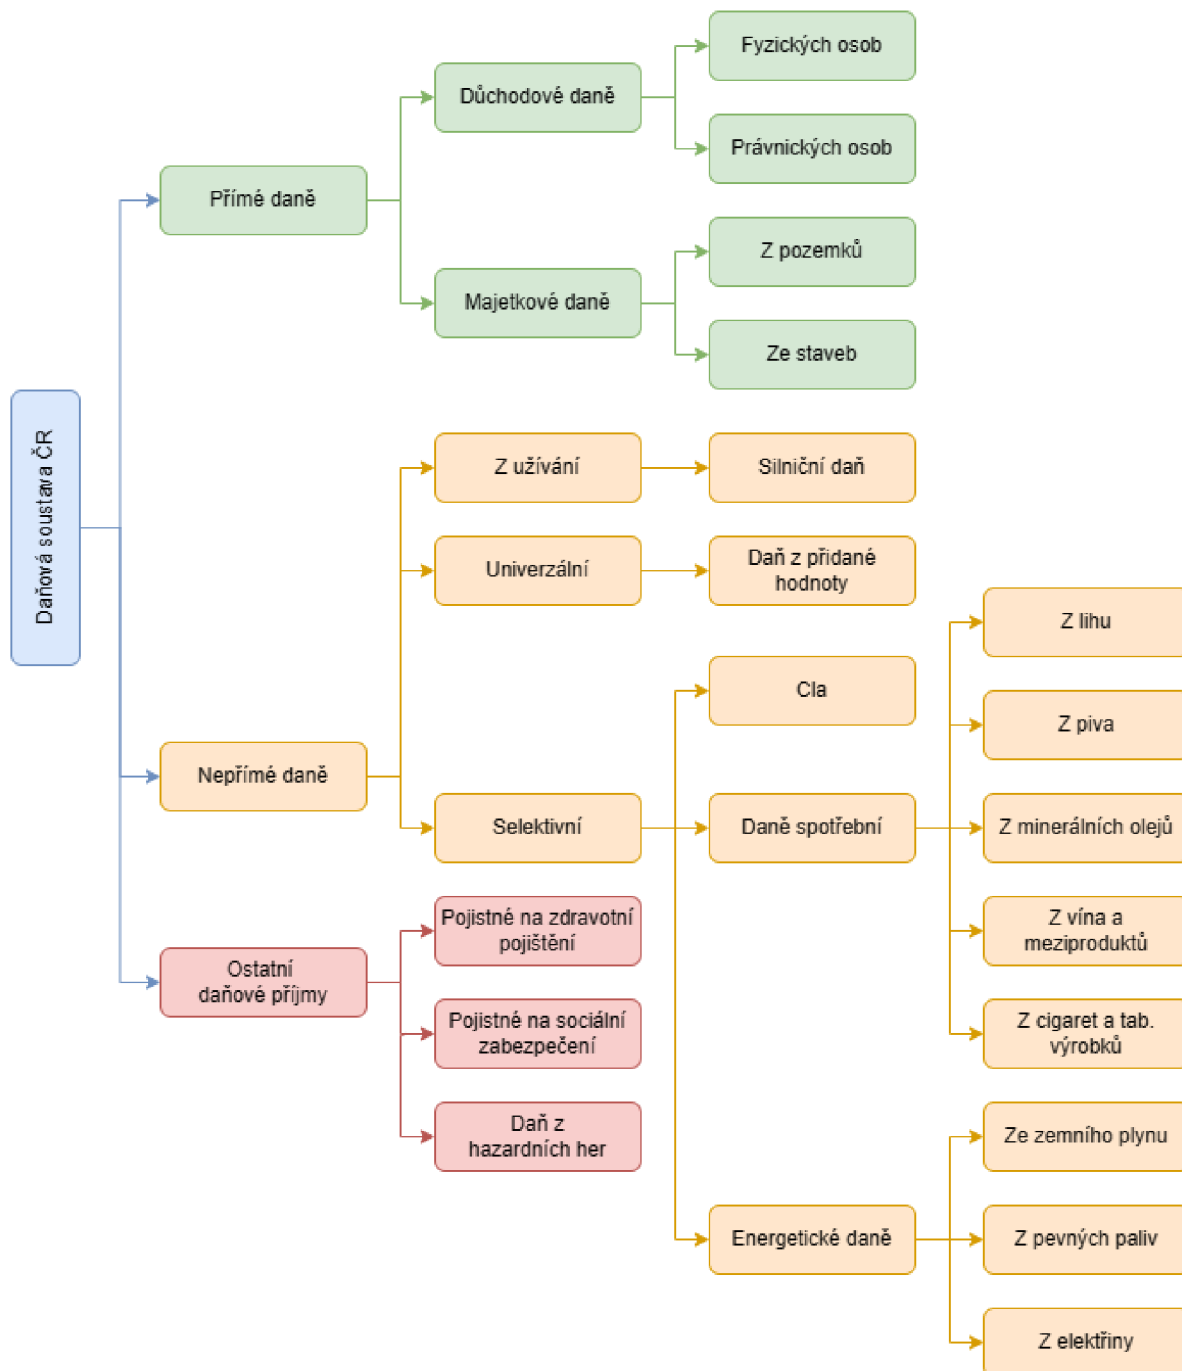 Daňová soustava ČR
Přímé daně
Důchodové daně
Fyzických osob
Právnických osob
Majetkové daně
Z pozemků
Ze staveb
Nepřímé daně
Z užívání
Silniční daň
Univerzální
Daň z přidané
hodnoty
Selektivní
Cla
Daně spotřební
Z lihu
Z piva
Z minerálních olejů
Z vína a
meziproduktů
Z cigaret a tab.
výrobků
Energetické daně
Ze zemního plynu
Z pevných paliv
Z elektřiny
Ostatní
daňové příjmy
Pojistné na zdravotní
pojištění
Pojistné na sociální
zabezpečení
Daň z
hazardních her